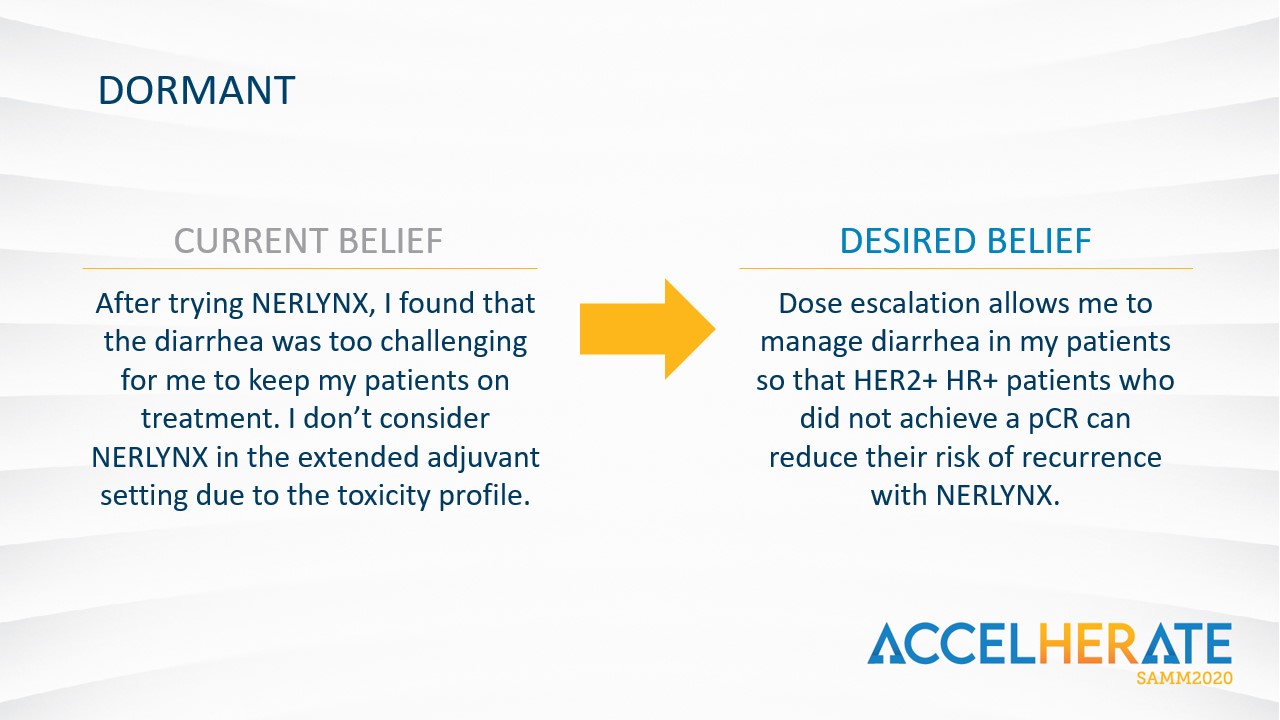 DORMANT
CURRENT BELIEF
After trying NERLYNX, I found that
the diarrhea was too challenging
for me to keep my patients on
treatment. I don’t consider
NERLYNX in the extended adjuvant
setting due to the toxicity profile.
DESIRED BELIEF
Dose escalation allows me to
manage diarrhea in my patients
so that HER2+ HR+ patients who
did not achieve a pCR can
reduce their risk of recurrence
with NERLYNX.
ACCELHERATE
SAMM2020